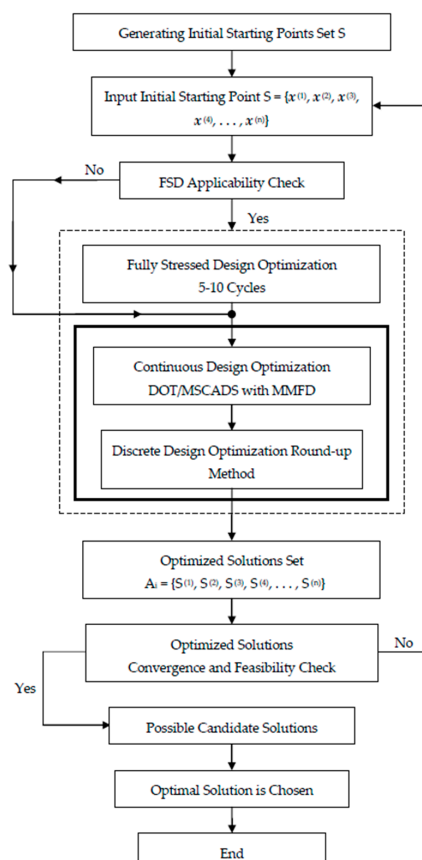 Generating Initial Starting Points Set S
Input Initial Starting Point S = {x⁽¹⁾, x⁽²⁾, x⁽³⁾,
x⁽⁴⁾, . . . , x⁽ⁿ⁾}
No
FSD Applicability Check
Yes
Fully Stressed Design Optimization
5-10 Cycles
Continuous Design Optimization
DOT/MSCADS with MMFD
Discrete Design Optimization Round-up
Method
Optimized Solutions Set
Aᵢ = {S⁽¹⁾, S⁽²⁾, S⁽³⁾, S⁽⁴⁾, . . . , S⁽ⁿ⁾}
Optimized Solutions
Convergence and Feasibility Check
No
Yes
Possible Candidate Solutions
Optimal Solution is Chosen
End